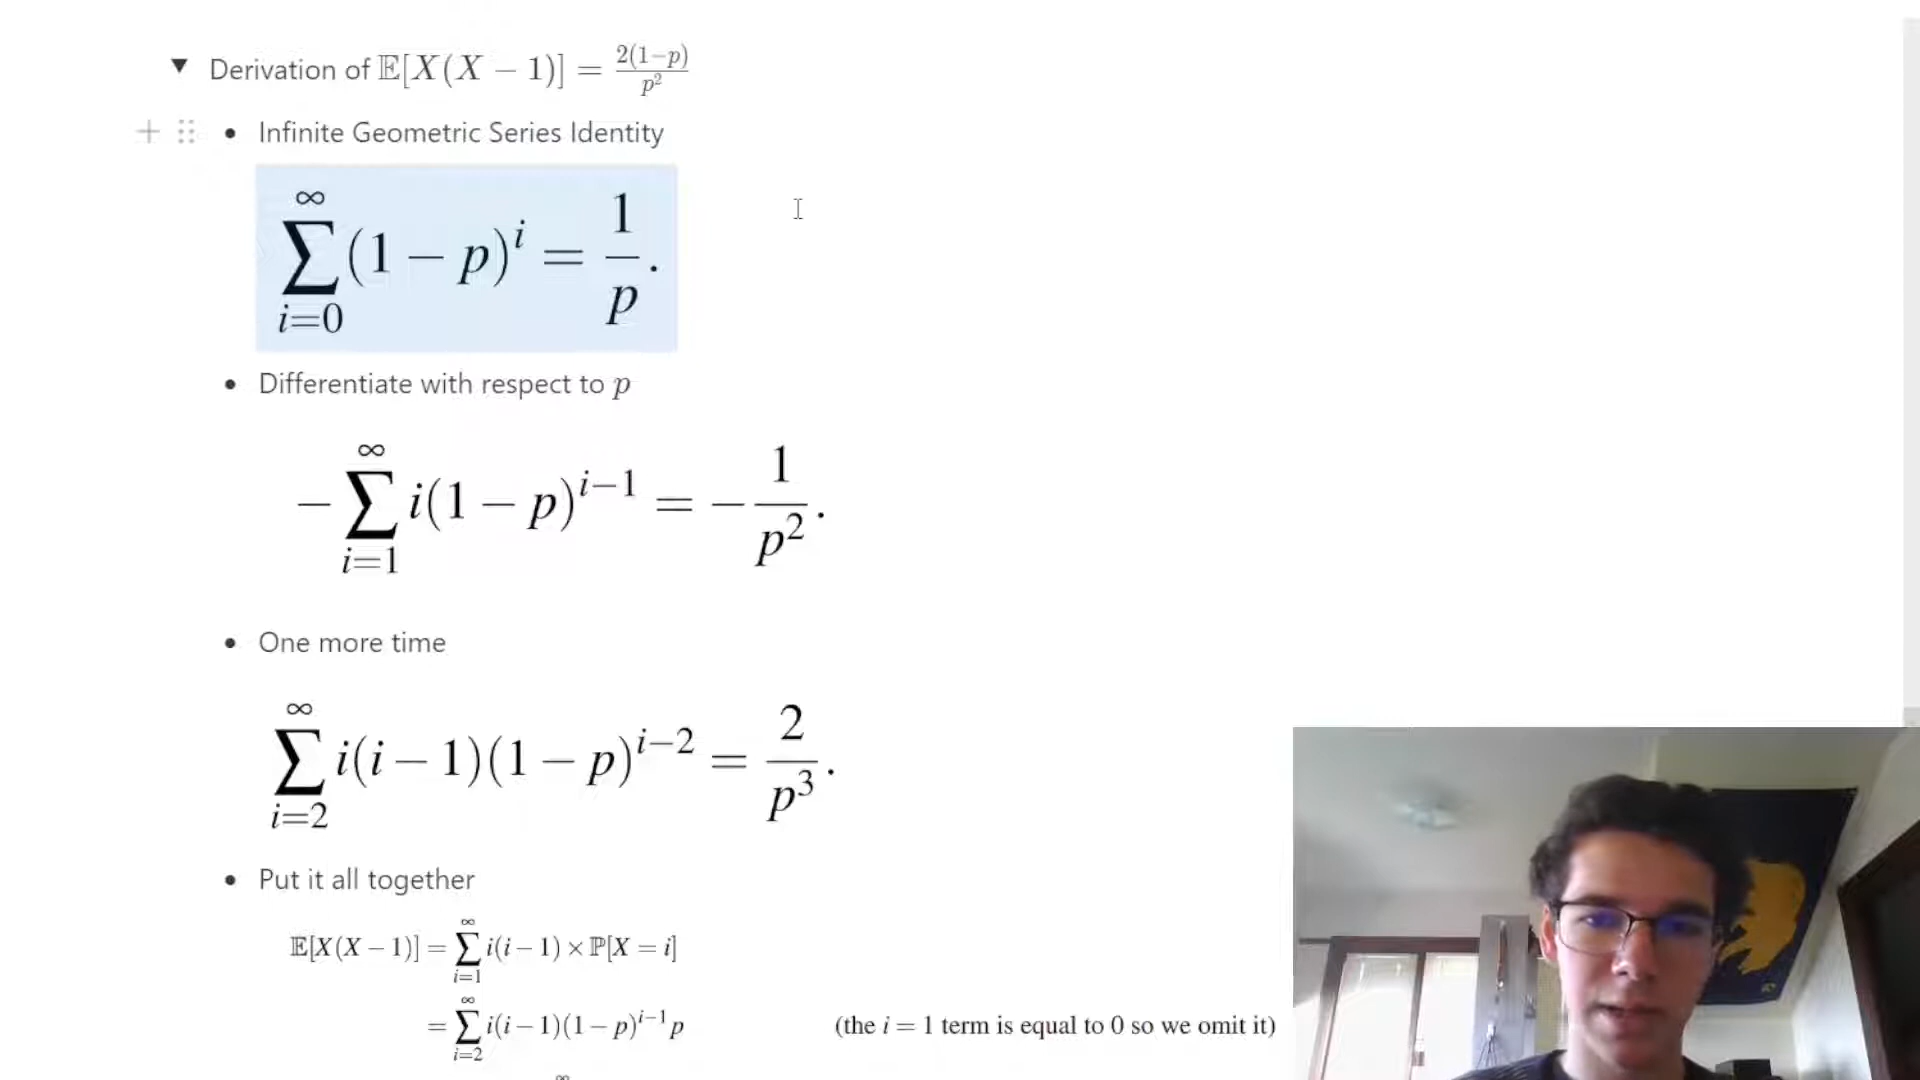 ▼ Derivation of 𝔼[X(X − 1)] = 2(1−p)/p²
• Infinite Geometric Series Identity
∑_{i=0}^{∞} (1 − p)^i = 1/p.
• Differentiate with respect to p
− ∑_{i=1}^{∞} i(1 − p)^{i−1} = − 1/p².
• One more time
∑_{i=2}^{∞} i(i − 1)(1 − p)^{i−2} = 2/p³.
• Put it all together
𝔼[X(X − 1)] = ∑_{i=1}^{∞} i(i − 1) × ℙ[X = i]
= ∑_{i=2}^{∞} i(i − 1)(1 − p)^{i−1} p (the i = 1 term is equal to 0 so we omit it)
∞